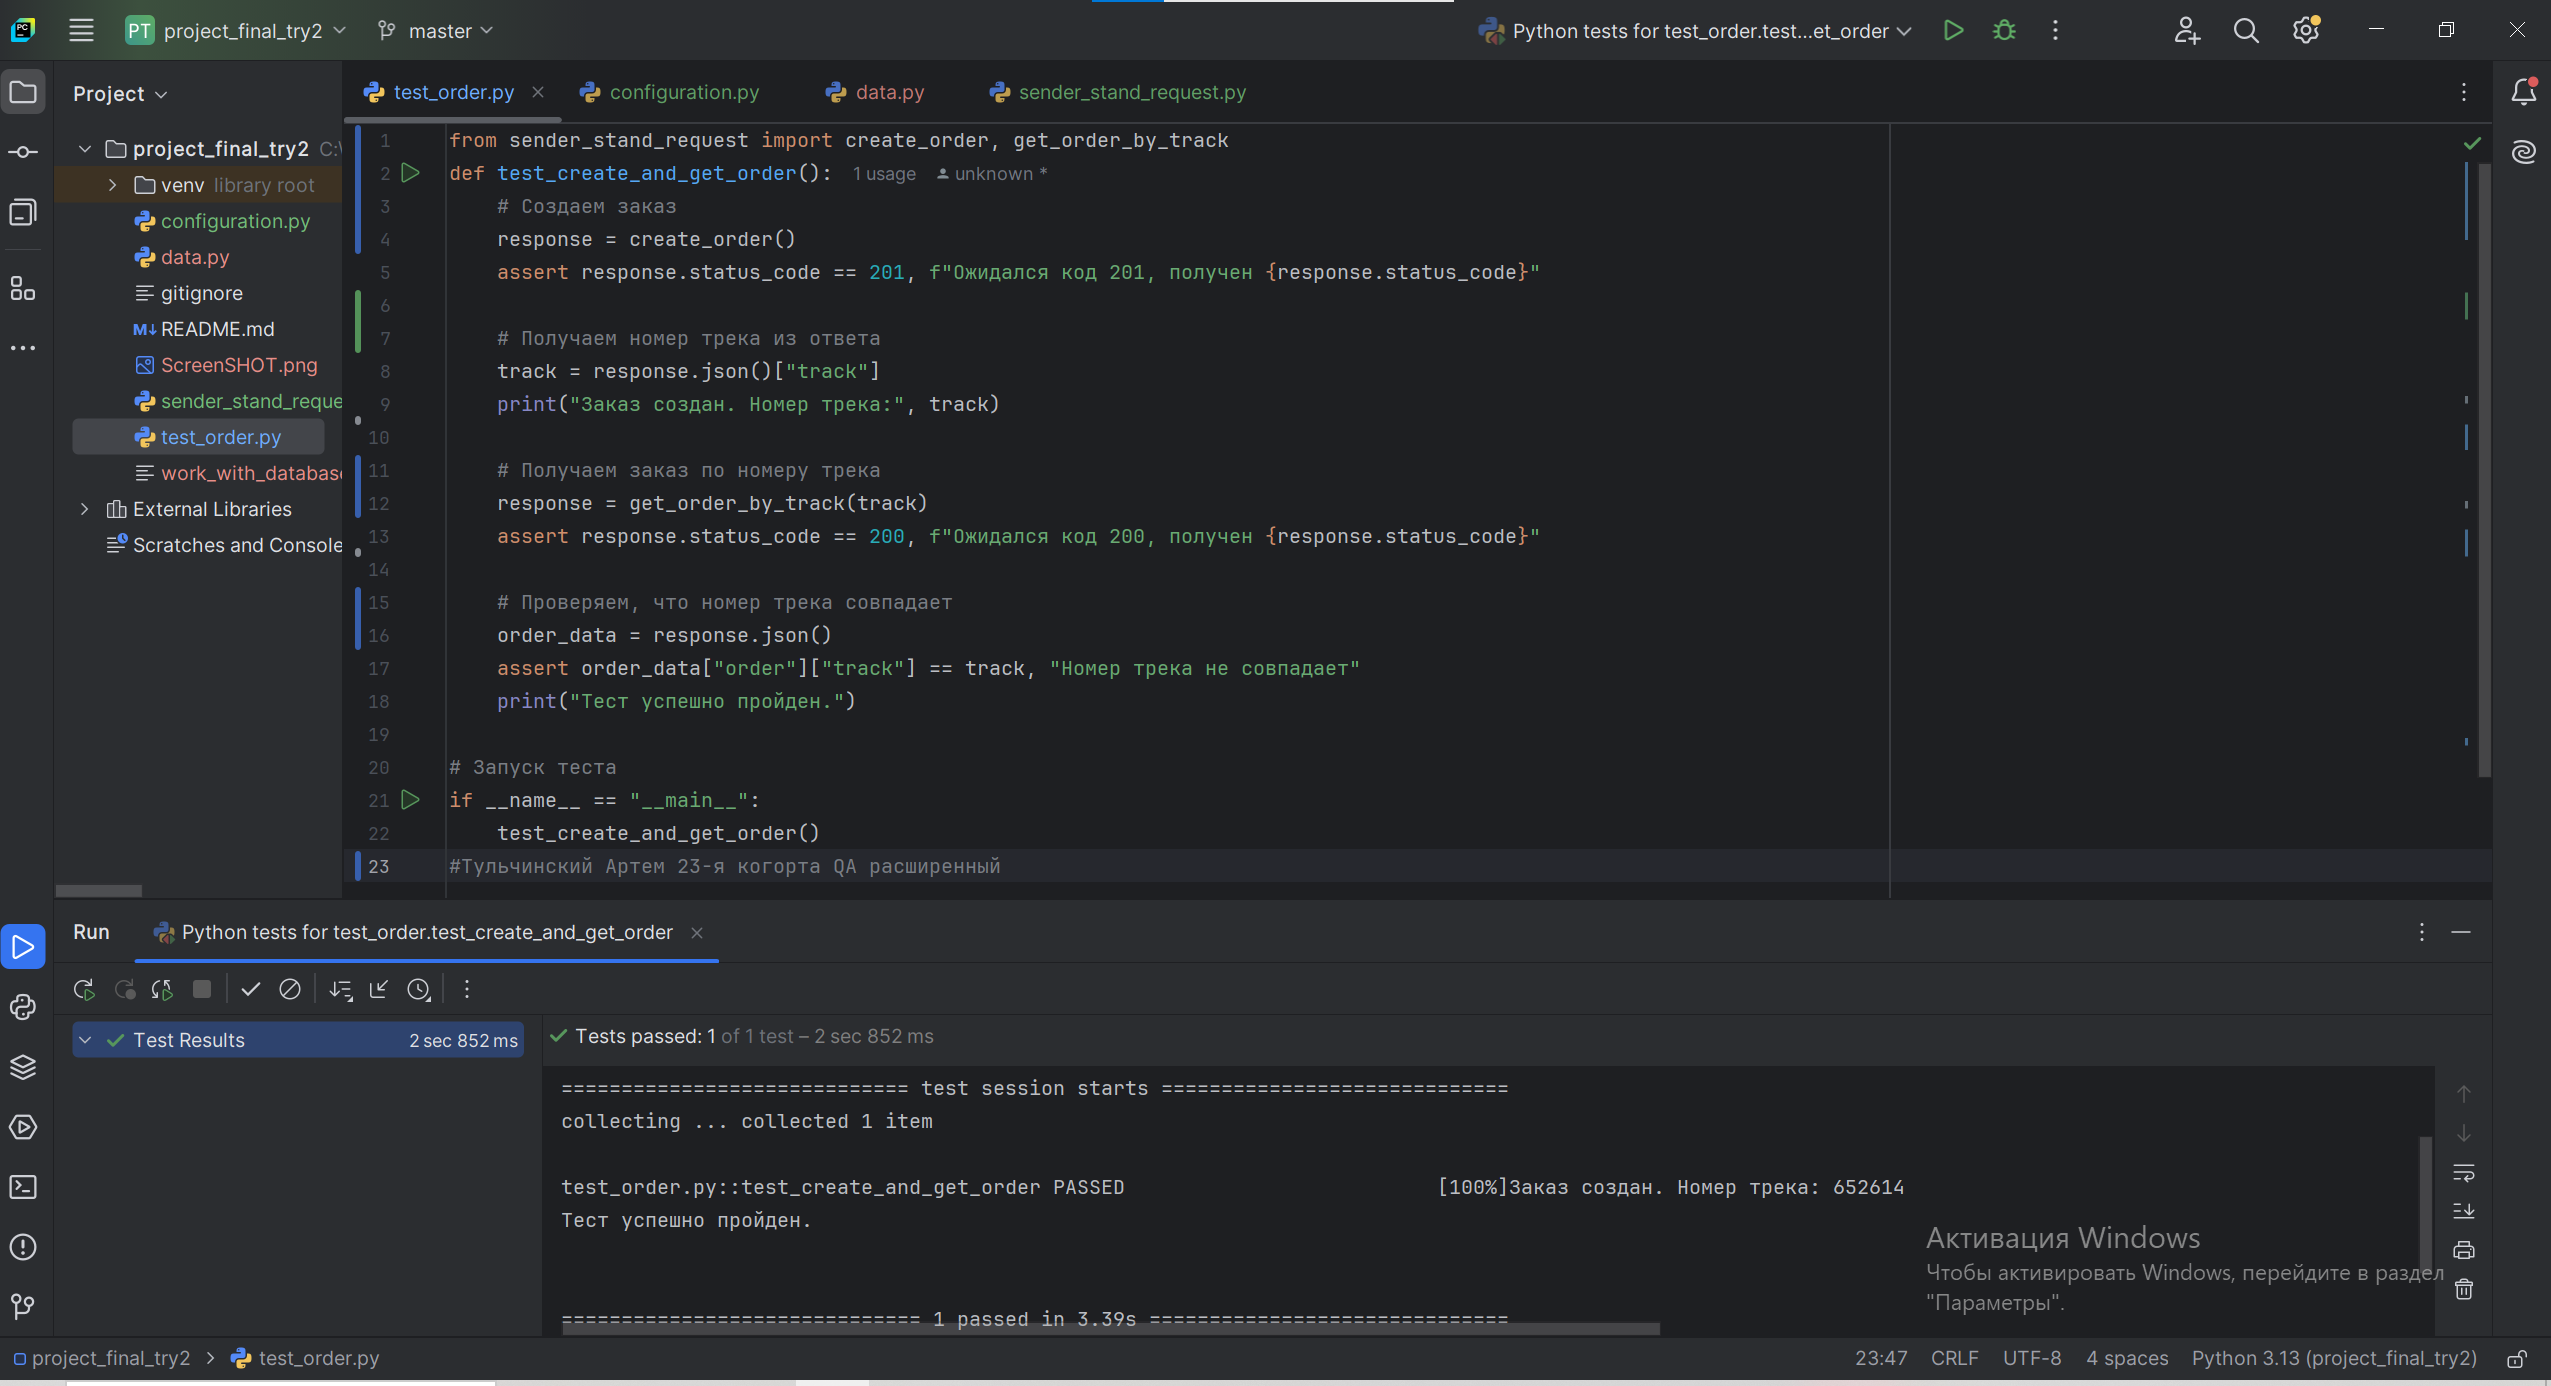 PT project_final_try2 master Python tests for test_order.test...et_order
Project
test_order.py configuration.py data.py sender_stand_request.py
project_final_try2 C:\
venv library root
configuration.py
data.py
gitignore
M↓ README.md
ScreenSHOT.png
sender_stand_reque
test_order.py
work_with_databas
External Libraries
Scratches and Console
1 from sender_stand_request import create_order, get_order_by_track
2 def test_create_and_get_order(): 1 usage unknown *
3 # Создаем заказ
4 response = create_order()
5 assert response.status_code == 201, f"Ожидался код 201, получен {response.status_code}"
6
7 # Получаем номер трека из ответа
8 track = response.json()["track"]
9 print("Заказ создан. Номер трека:", track)
10
11 # Получаем заказ по номеру трека
12 response = get_order_by_track(track)
13 assert response.status_code == 200, f"Ожидался код 200, получен {response.status_code}"
14
15 # Проверяем, что номер трека совпадает
16 order_data = response.json()
17 assert order_data["order"]["track"] == track, "Номер трека не совпадает"
18 print("Тест успешно пройден.")
19
20 # Запуск теста
21 if __name__ == "__main__":
22 test_create_and_get_order()
23 #Тульчинский Артем 23-я когорта QA расширенный
Run Python tests for test_order.test_create_and_get_order
Test Results 2 sec 852 ms
Tests passed: 1 of 1 test – 2 sec 852 ms
============================= test session starts =============================
collecting ... collected 1 item
test_order.py::test_create_and_get_order PASSED [100%]Заказ создан. Номер трека: 652614
Тест успешно пройден.
============================== 1 passed in 3.39s ==============================
Активация Windows
Чтобы активировать Windows, перейдите в раздел
"Параметры".
project_final_try2 > test_order.py 23:47 CRLF UTF-8 4 spaces Python 3.13 (project_final_try2)